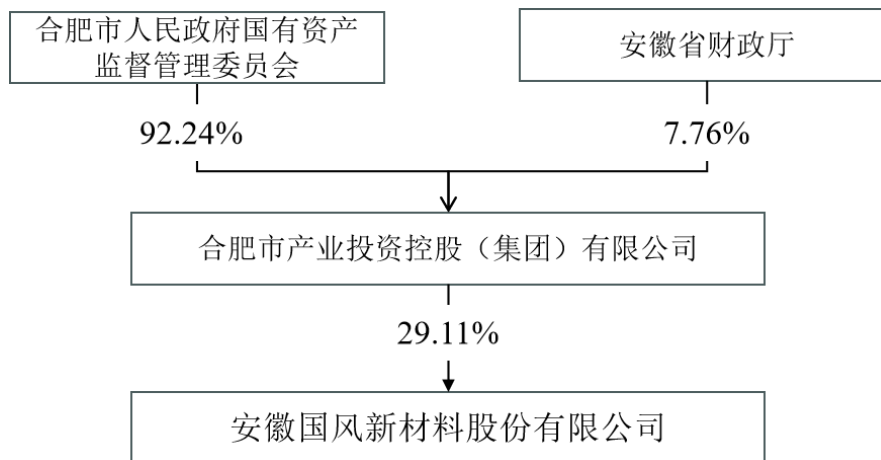 合肥市人民政府国有资产
监督管理委员会
安徽省财政厅
92.24%
7.76%
合肥市产业投资控股（集团）有限公司
29.11%
安徽国风新材料股份有限公司